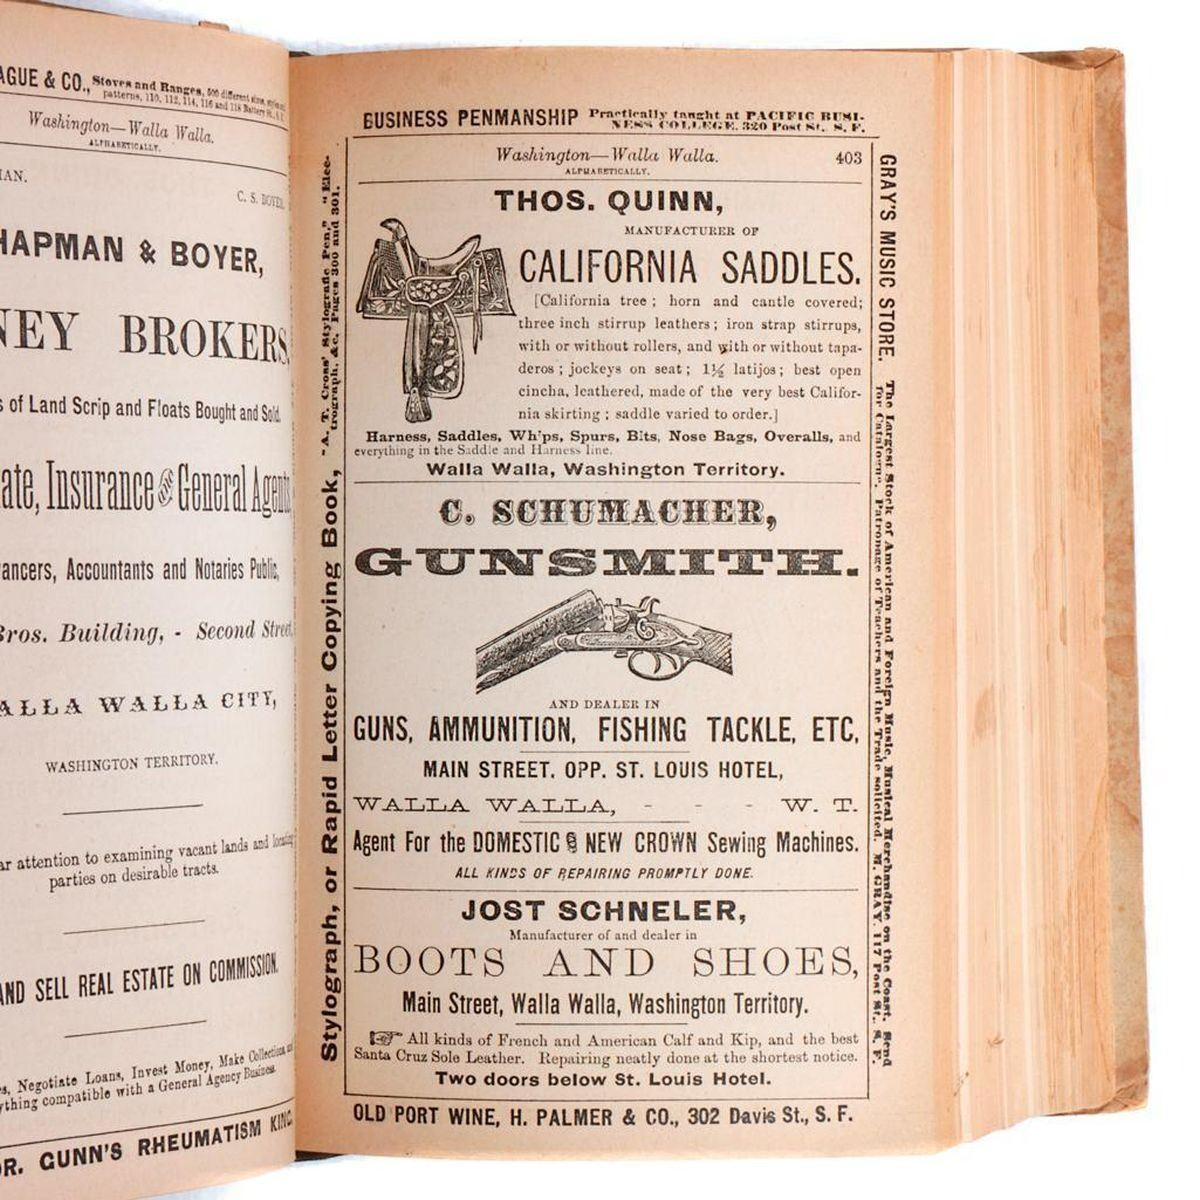 AGUE & CO., Stoves and Ranges, 500 different sizes, styles and
patterns, 110, 112, 114, 116 and 118 Battery St., S. F.
Washington—Walla Walla.
ALPHABETICALLY.
MAN.
C. S. BOYER.
HAPMAN & BOYER,
NEY BROKERS.
s of Land Scrip and Floats Bought and Sold.
ate, Insurance and General Agents,
ancers, Accountants and Notaries Public,
Bros. Building, - Second Street,
ALLA WALLA CITY,
WASHINGTON TERRITORY.
ar attention to examining vacant lands and locating
parties on desirable tracts.
AND SELL REAL ESTATE ON COMMISSION.
s, Negotiate Loans, Invest Money, Make Collections, and
ything compatible with a General Agency Business.
DR. GUNN'S RHEUMATISM KING.
Stylograph, or Rapid Letter Copying Book, "A. T. Cross' Stylografic Pen," "Elec-
trograph, &c. Pages 300 and 301.
BUSINESS PENMANSHIP Practically taught at PACIFIC BUSI-
NESS COLLEGE. 320 Post St., S. F.
Washington—Walla Walla. 403
ALPHABETICALLY.
THOS. QUINN,
MANUFACTURER OF
CALIFORNIA SADDLES.
[California tree; horn and cantle covered;
three inch stirrup leathers; iron strap stirrups,
with or without rollers, and with or without tapa-
deros; jockeys on seat; 1½ latijos; best open
cincha, leathered, made of the very best Califor-
nia skirting; saddle varied to order.]
Harness, Saddles, Wh'ps, Spurs, Bits, Nose Bags, Overalls, and
everything in the Saddle and Harness line.
Walla Walla, Washington Territory.
C. SCHUMACHER,
GUNSMITH.
AND DEALER IN
GUNS, AMMUNITION, FISHING TACKLE, ETC,
MAIN STREET. OPP. ST. LOUIS HOTEL,
WALLA WALLA, - - - W. T.
Agent For the DOMESTIC & NEW CROWN Sewing Machines.
ALL KINDS OF REPAIRING PROMPTLY DONE.
JOST SCHNELER,
Manufacturer of and dealer in
BOOTS AND SHOES,
Main Street, Walla Walla, Washington Territory.
☞ All kinds of French and American Calf and Kip, and the best
Santa Cruz Sole Leather. Repairing neatly done at the shortest notice.
Two doors below St. Louis Hotel.
OLD PORT WINE, H. PALMER & CO., 302 Davis St., S. F.
GRAY'S MUSIC STORE. The Largest Stock of American and Foreign Music, Musical Merchandise on the Coast. Send
for Catalogue. Patronage of Teachers and the Trade solicited. M. GRAY, 117 Post St., S. F.